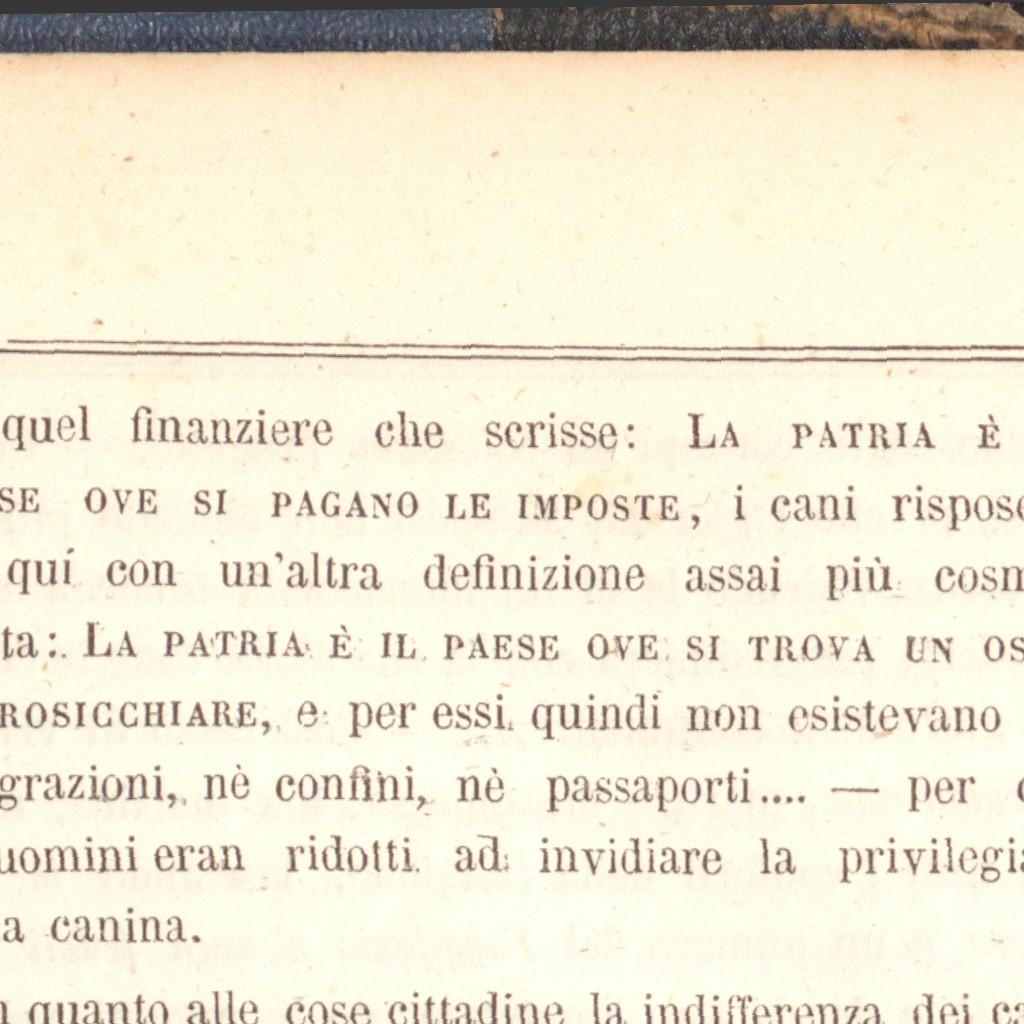 quel finanziere che scrisse: LA PATRIA È
SE OVE SI PAGANO LE IMPOSTE, i cani rispose
quí con un'altra definizione assai più cosm
ta: LA PATRIA È IL PAESE OVE SI TROVA UN OS
ROSICCHIARE, e per essi quindi non esistevano
grazioni, nè confini, nè passaporti.... — per
uomini eran ridotti ad invidiare la privilegia
a canina.
quanto alle cose cittadine la indifferenza dei ca